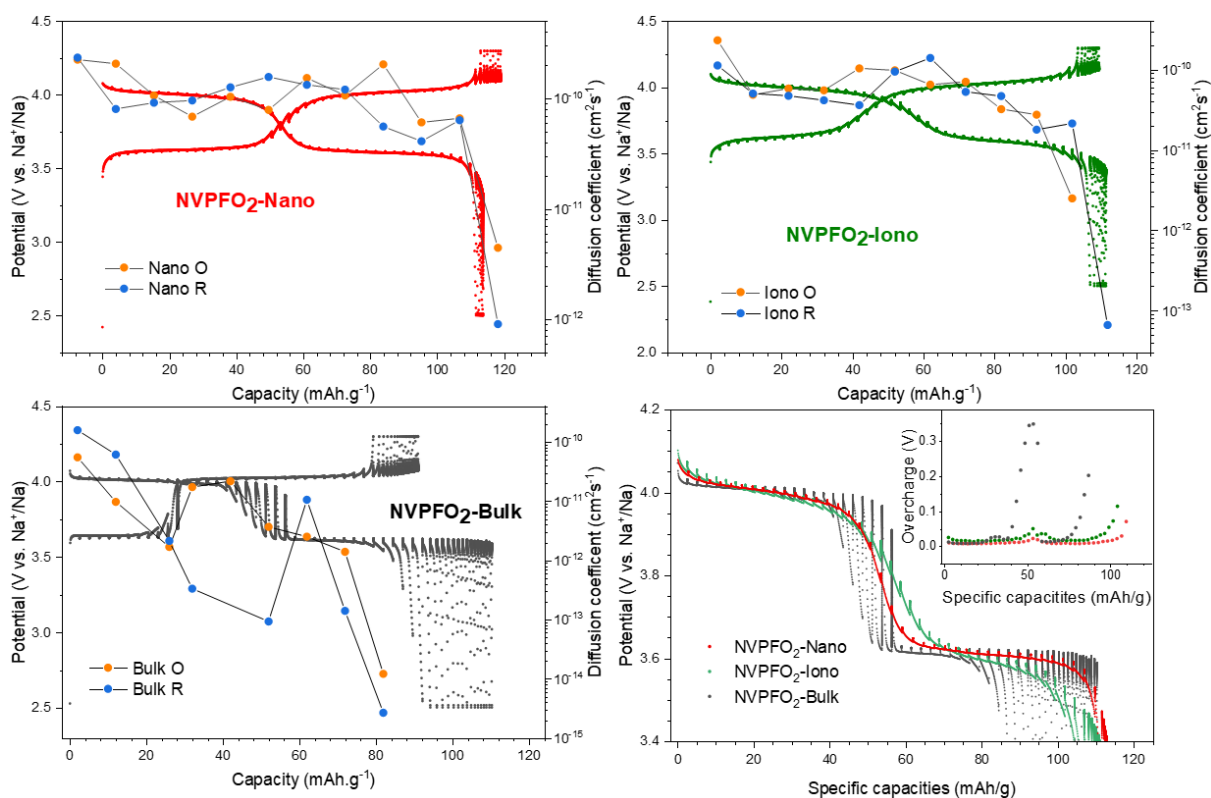 4.5
4.0
3.5
3.0
2.5
Potential (V vs. Na⁺/Na)
NVPFO₂-Nano
Nano O
Nano R
10⁻¹⁰
10⁻¹¹
10⁻¹²
Diffusion coefficient (cm²s⁻¹)
0 20 40 60 80 100 120
Capacity (mAh.g⁻¹)
4.5
4.0
3.5
3.0
2.5
2.0
Potential (V vs. Na⁺/Na)
NVPFO₂-Iono
Iono O
Iono R
10⁻¹⁰
10⁻¹¹
10⁻¹²
10⁻¹³
Diffusion coefficient (cm²s⁻¹)
0 20 40 60 80 100 120
Capacity (mAh.g⁻¹)
4.5
4.0
3.5
3.0
2.5
Potential (V vs. Na⁺/Na)
NVPFO₂-Bulk
Bulk O
Bulk R
10⁻¹⁰
10⁻¹¹
10⁻¹²
10⁻¹³
10⁻¹⁴
10⁻¹⁵
Diffusion coefficient (cm²s⁻¹)
0 20 40 60 80 100 120
Capacity (mAh.g⁻¹)
4.2
4.0
3.8
3.6
3.4
Potential (V vs. Na⁺/Na)
0.3
0.2
0.1
0.0
Overcharge (V)
0 50 100
Specific capacitites (mAh/g)
NVPFO₂-Nano
NVPFO₂-Iono
NVPFO₂-Bulk
0 20 40 60 80 100 120
Specific capacities (mAh/g)